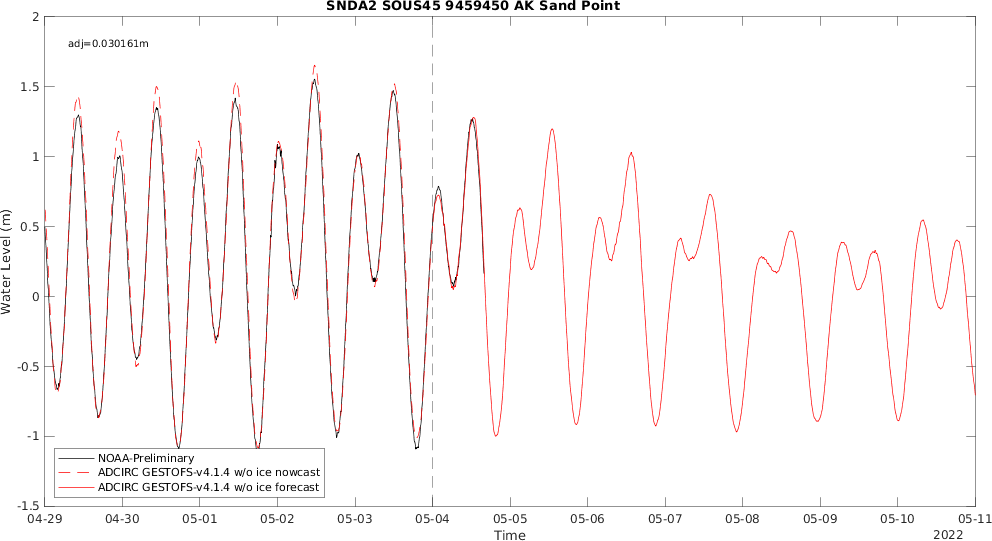 SNDA2 SOUS45 9459450 AK Sand Point
adj=0.030161m
Water Level (m)
2
1.5
1
0.5
0
-0.5
-1
-1.5
NOAA-Preliminary
ADCIRC GESTOFS-v4.1.4 w/o ice nowcast
ADCIRC GESTOFS-v4.1.4 w/o ice forecast
04-29 04-30 05-01 05-02 05-03 05-04 05-05 05-06 05-07 05-08 05-09 05-10 05-11
Time
2022